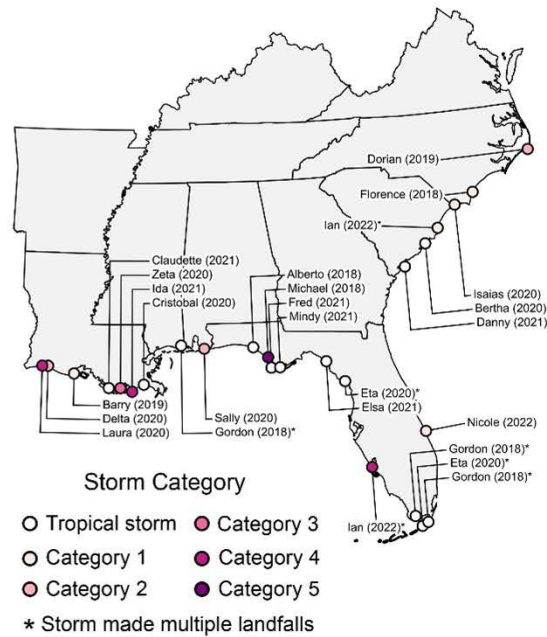 Dorian (2019)
Florence (2018)
Ian (2022)*
Claudette (2021)
Zeta (2020)
Ida (2021)
Cristobal (2020)
Alberto (2018)
Michael (2018)
Fred (2021)
Mindy (2021)
Isaias (2020)
Bertha (2020)
Danny (2021)
Barry (2019)
Delta (2020)
Laura (2020)
Sally (2020)
Gordon (2018)*
Eta (2020)*
Elsa (2021)
Nicole (2022)
Gordon (2018)*
Eta (2020)*
Gordon (2018)*
Ian (2022)*
Storm Category
Tropical storm
Category 1
Category 2
Category 3
Category 4
Category 5
* Storm made multiple landfalls